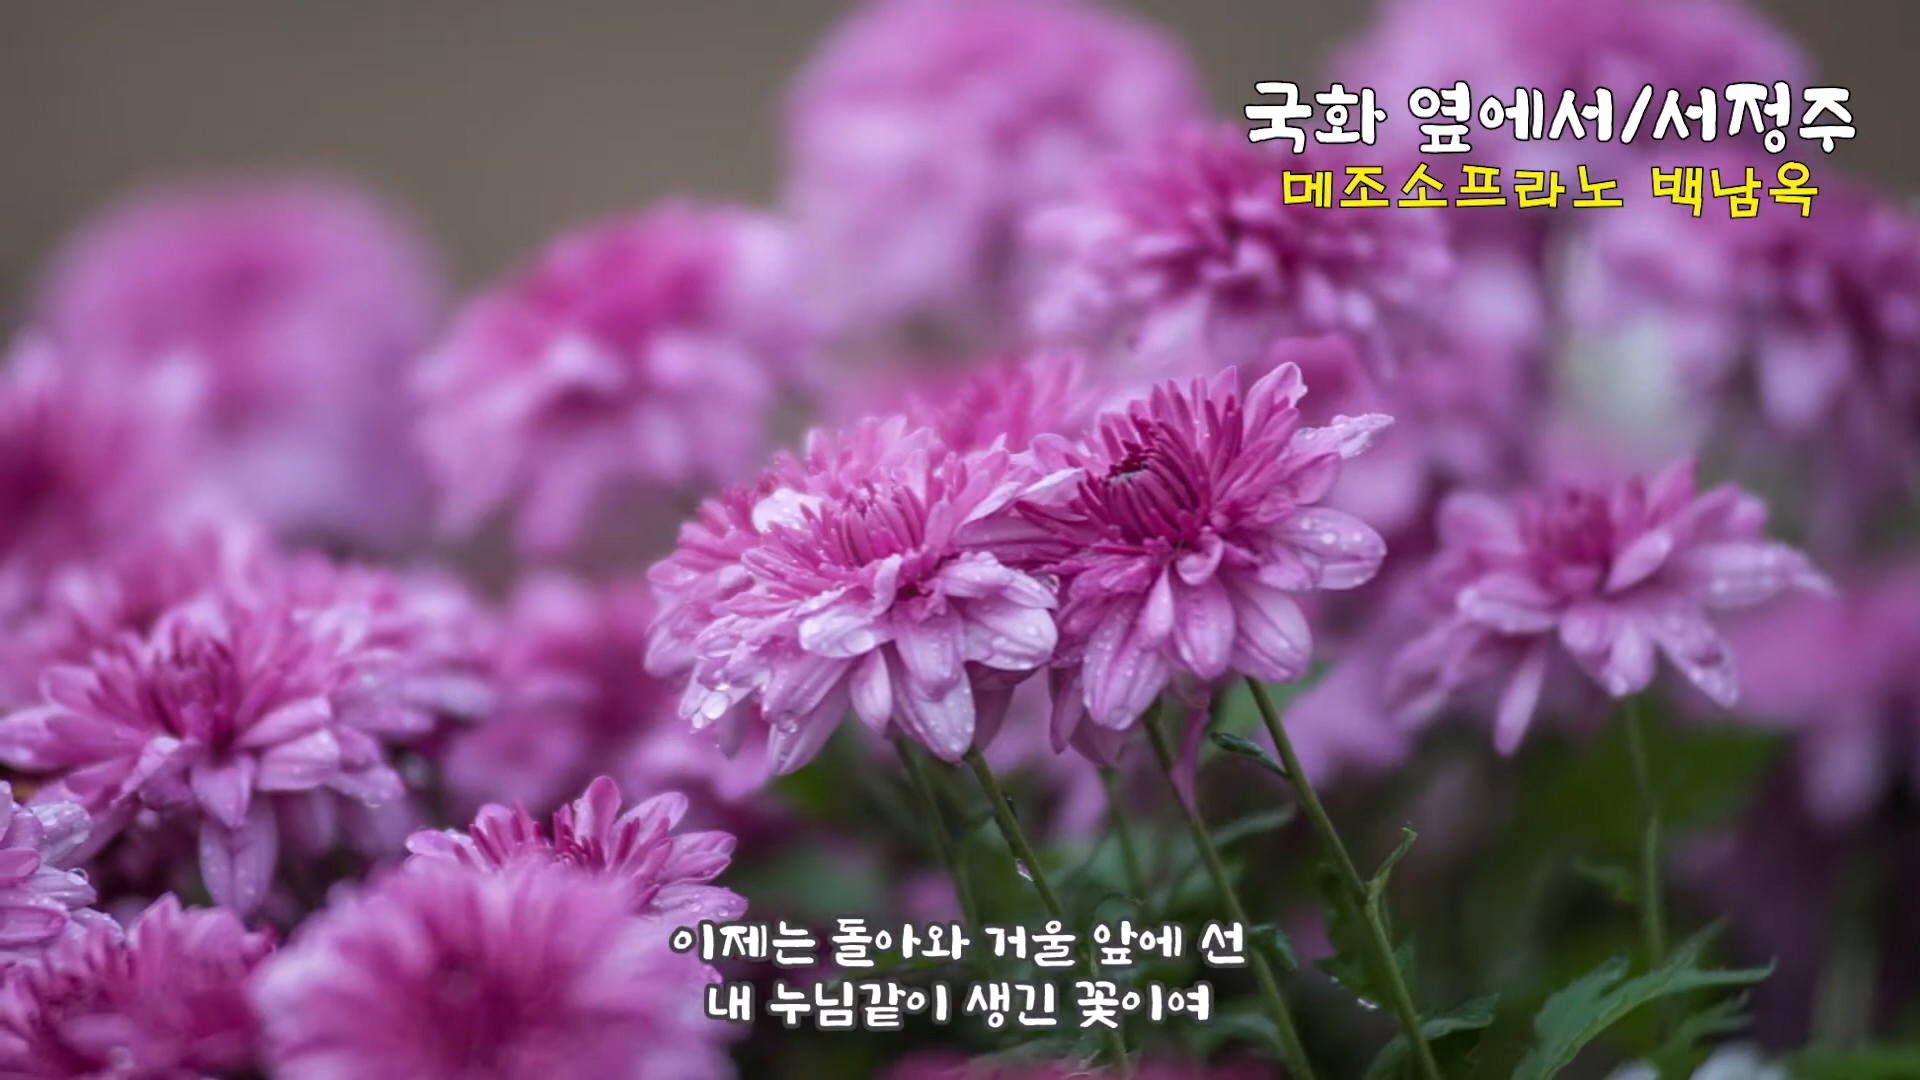 국화 옆에서/서정주
메조소프라노 백남옥
이제는 돌아와 거울 앞에 선
내 누님같이 생긴 꽃이여